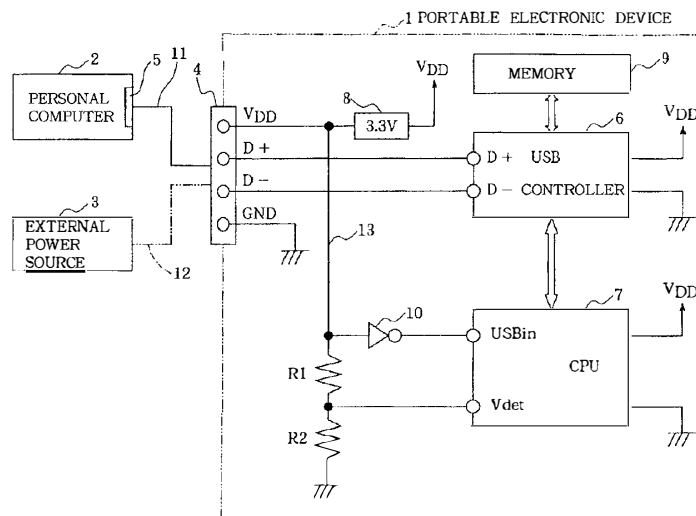 1 PORTABLE ELECTRONIC DEVICE
2
5
11
4
PERSONAL
COMPUTER
VDD
8
3.3V
VDD
MEMORY
9
D+
D-
GND
6
D+ USB
D- CONTROLLER
VDD
3
EXTERNAL
POWER
SOURCE
12
13
10
7
USBin
CPU
Vdet
VDD
R1
R2